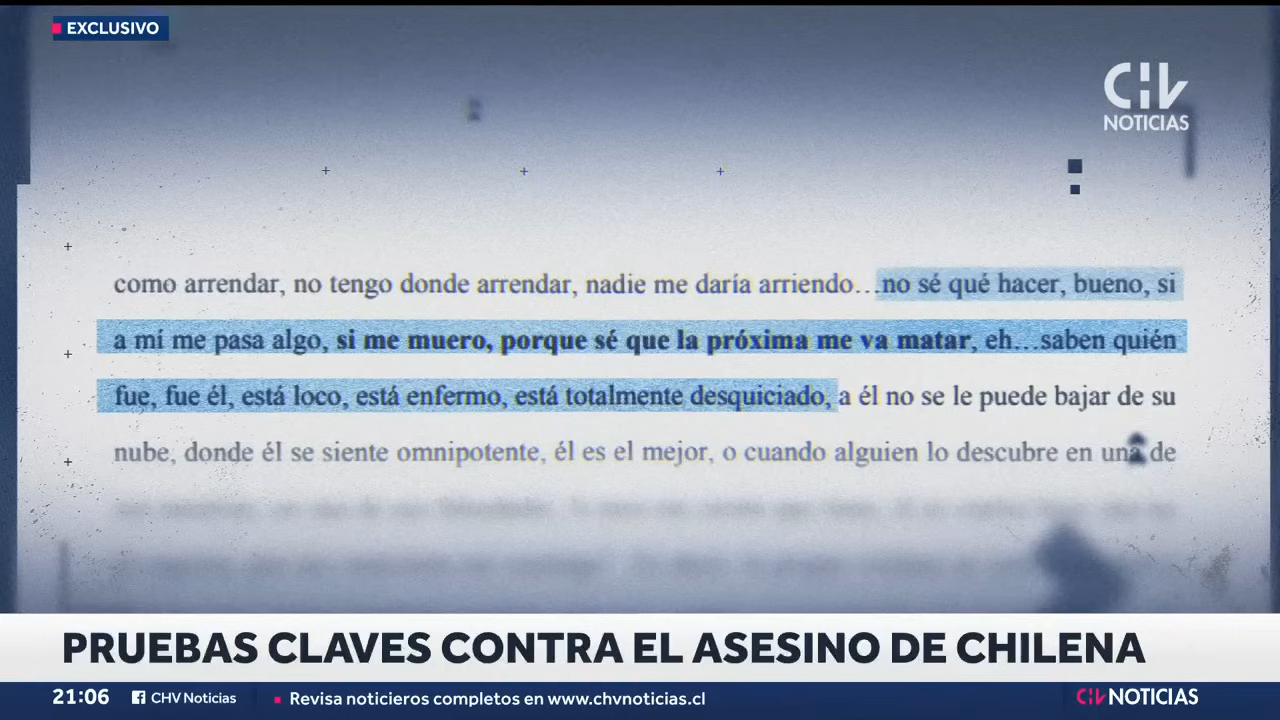 EXCLUSIVO
CHV
NOTICIAS
como arrendar, no tengo donde arrendar, nadie me daría arriendo…no sé qué hacer, bueno, si
a mí me pasa algo, si me muero, porque sé que la próxima me va matar, eh…saben quién
fue, fue él, está loco, está enfermo, está totalmente desquiciado, a él no se le puede bajar de su
nube, donde él se siente omnipotente, él es el mejor, o cuando alguien lo descubre en una de
PRUEBAS CLAVES CONTRA EL ASESINO DE CHILENA
21:06 CHV Noticias Revisa noticieros completos en www.chvnoticias.cl CHV NOTICIAS